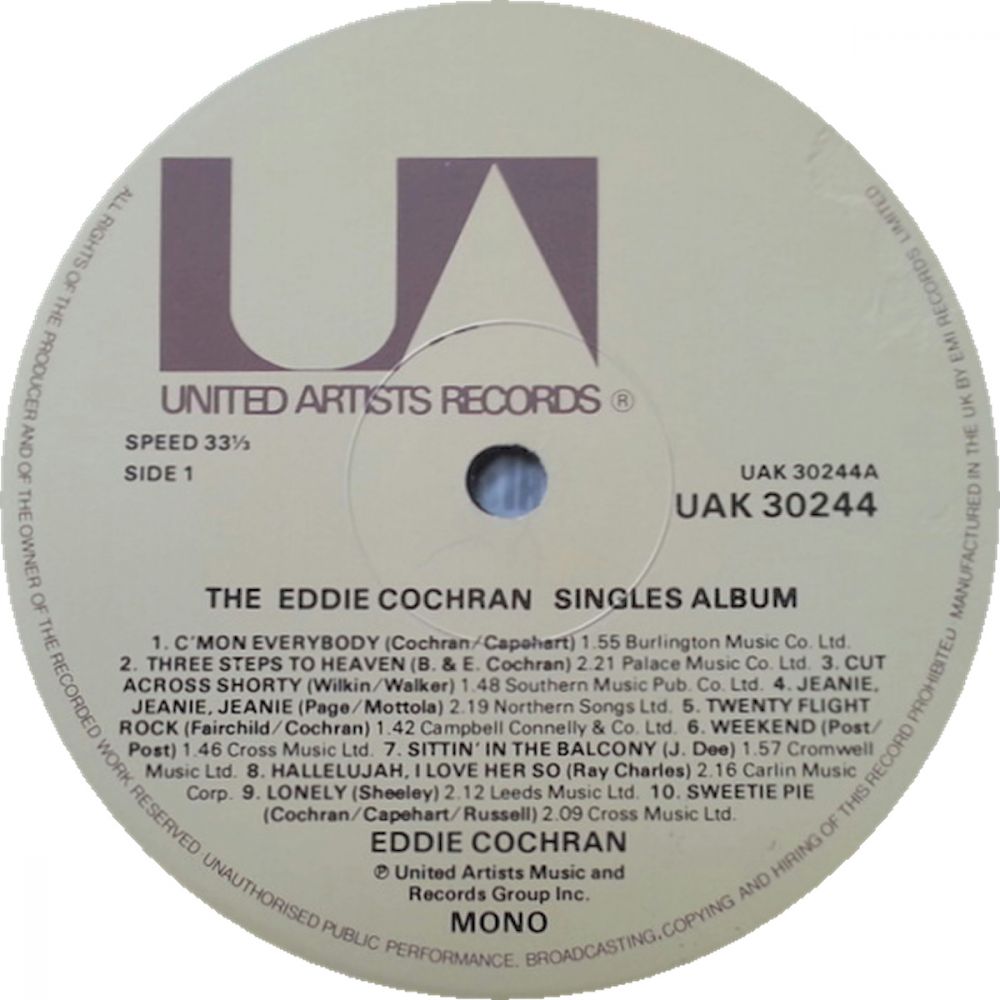 UA
UNITED ARTISTS RECORDS ®
SPEED 33⅓
SIDE 1
UAK 30244A
UAK 30244
THE EDDIE COCHRAN SINGLES ALBUM
1. C'MON EVERYBODY (Cochran/Capehart) 1.55 Burlington Music Co. Ltd.
2. THREE STEPS TO HEAVEN (B. & E. Cochran) 2.21 Palace Music Co. Ltd. 3. CUT
ACROSS SHORTY (Wilkin/Walker) 1.48 Southern Music Pub. Co. Ltd. 4. JEANIE,
JEANIE, JEANIE (Page/Mottola) 2.19 Northern Songs Ltd. 5. TWENTY FLIGHT
ROCK (Fairchild/Cochran) 1.42 Campbell Connelly & Co. Ltd. 6. WEEKEND (Post/
Post) 1.46 Cross Music Ltd. 7. SITTIN' IN THE BALCONY (J. Dee) 1.57 Cromwell
Music Ltd. 8. HALLELUJAH, I LOVE HER SO (Ray Charles) 2.16 Carlin Music
Corp. 9. LONELY (Sheeley) 2.12 Leeds Music Ltd. 10. SWEETIE PIE
(Cochran/Capehart/Russell) 2.09 Cross Music Ltd.
EDDIE COCHRAN
℗ United Artists Music and
Records Group Inc.
MONO
ALL RIGHTS OF THE PRODUCER AND OF THE OWNER OF THE RECORDED WORK RESERVED. UNAUTHORISED PUBLIC PERFORMANCE, BROADCASTING, COPYING AND HIRING OF THIS RECORD PROHIBITED MANUFACTURED IN THE UK BY EMI RECORDS LIMITED